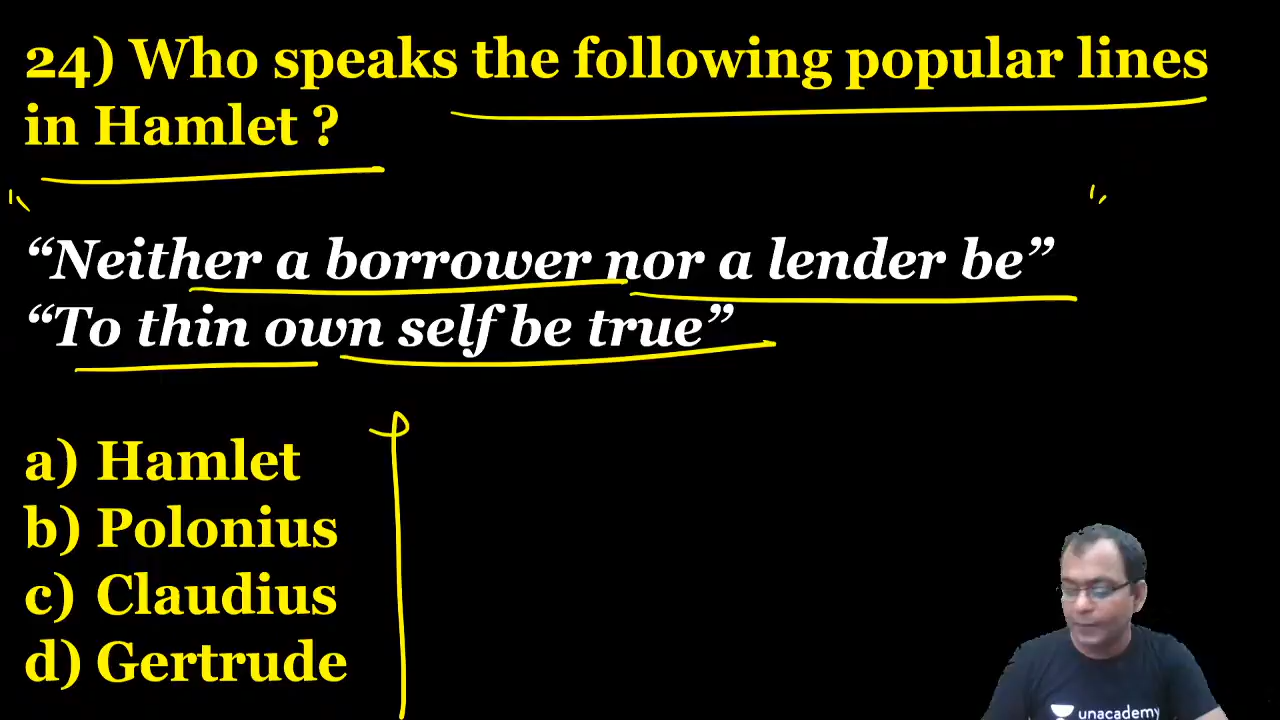 24) Who speaks the following popular lines
in Hamlet ?
“Neither a borrower nor a lender be”
“To thin own self be true”
a) Hamlet
b) Polonius
c) Claudius
d) Gertrude
unacademy